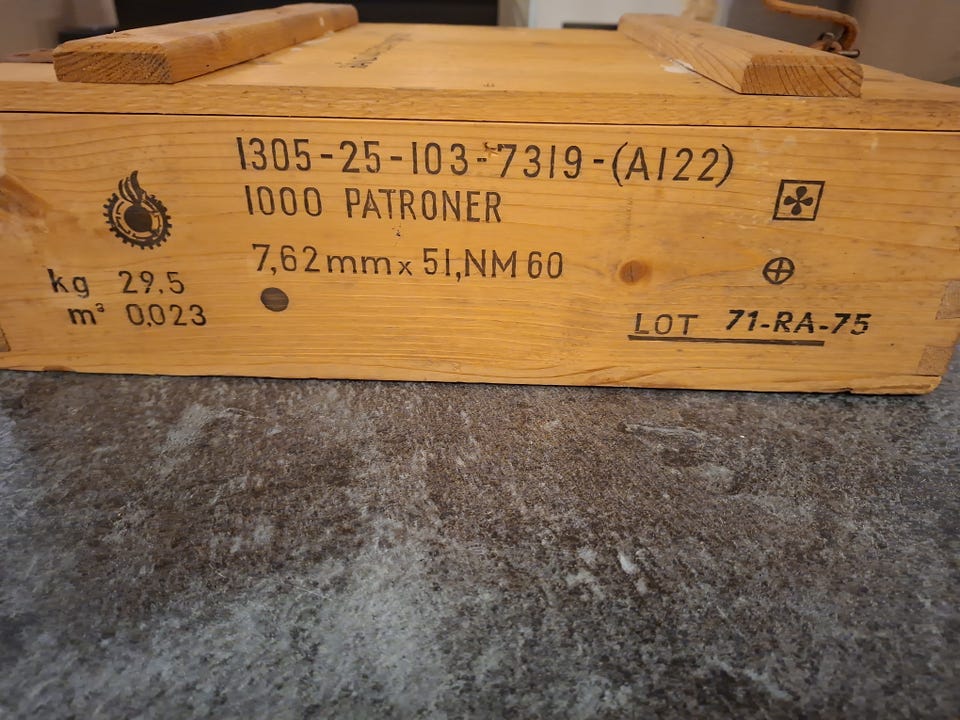 1305-25-103-7319-(A122)
1000 PATRONER
7,62mm x 51,NM60
kg 29.5
m³ 0,023
LOT 71-RA-75